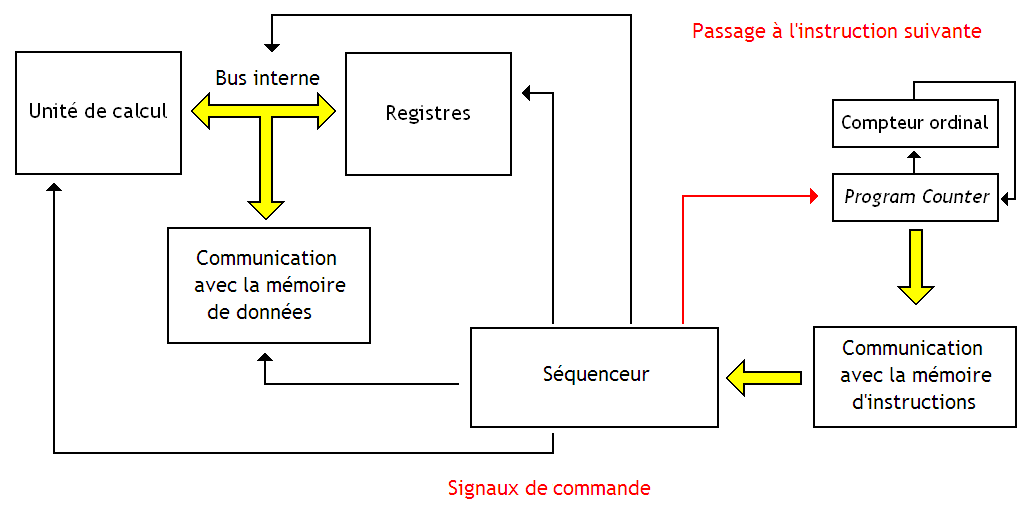 Passage à l'instruction suivante
Bus interne
Unité de calcul
Registres
Compteur ordinal
Program Counter
Communication
avec la mémoire
de données
Séquenceur
Communication
avec la mémoire
d'instructions
Signaux de commande